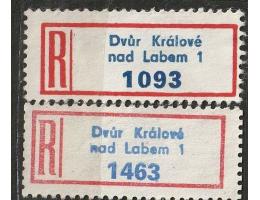 R
Dvůr Králové
nad Labem 1
1093
R
Dvůr Králové
nad Labem 1
1463